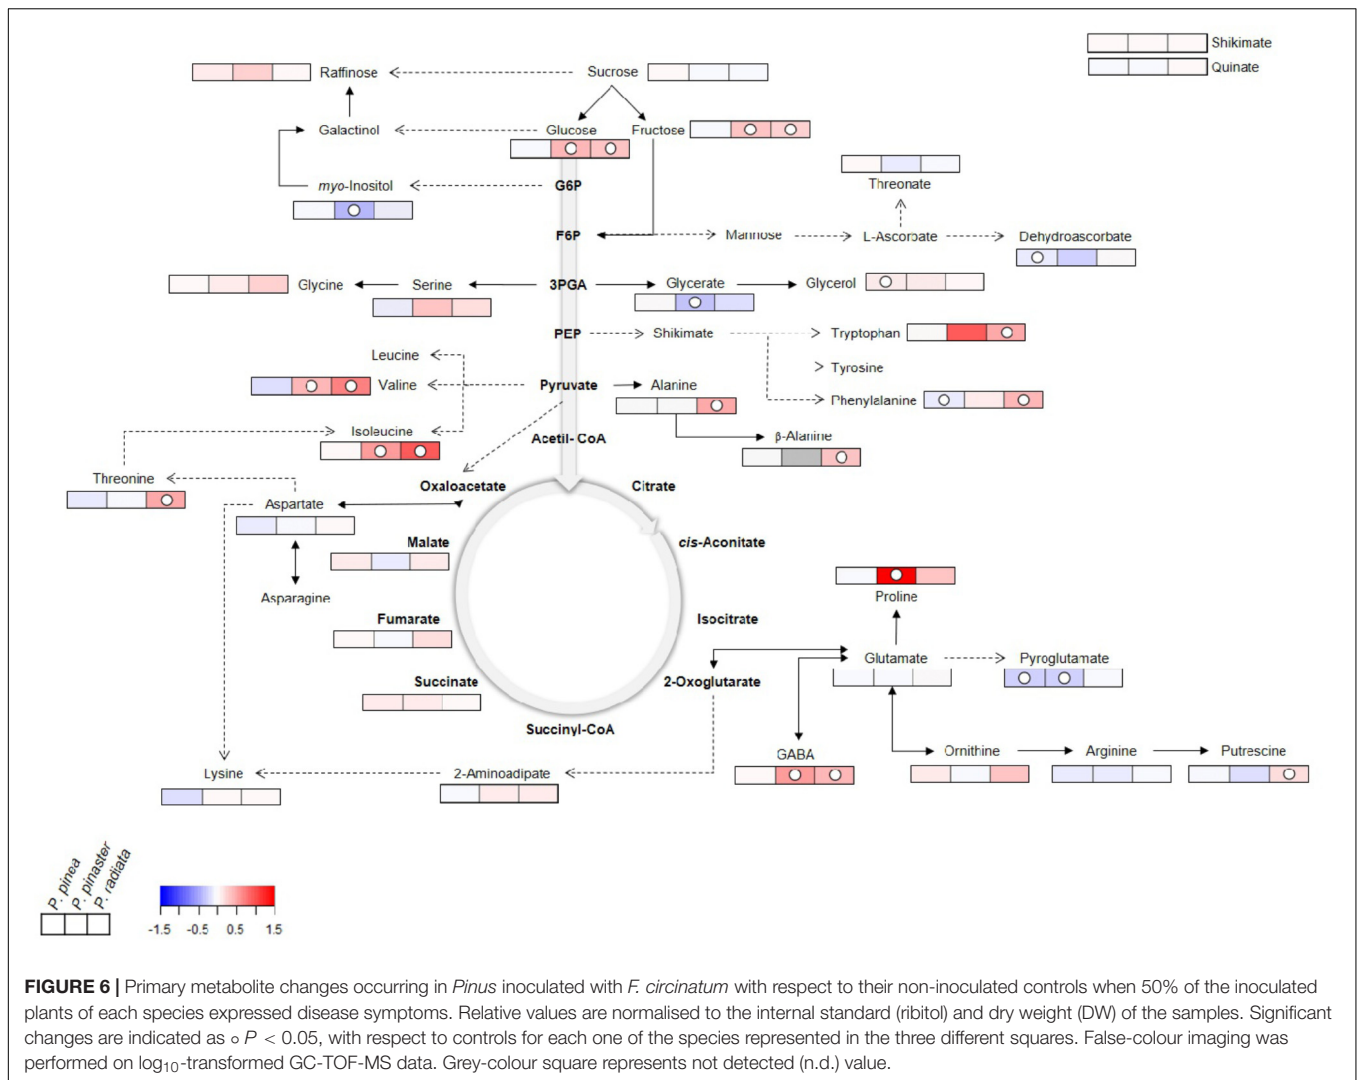 Shikimate
Quinate
Raffinose
Sucrose
Galactinol
Glucose
Fructose
Threonate
myo-Inositol
G6P
F6P
Mannose
L-Ascorbate
Dehydroascorbate
Glycine
Serine
3PGA
Glycerate
Glycerol
PEP
Shikimate
Tryptophan
Leucine
Tyrosine
Valine
Pyruvate
Alanine
Phenylalanine
Isoleucine
Acetil- CoA
β-Alanine
Threonine
Oxaloacetate
Citrate
Aspartate
Malate
cis-Aconitate
Asparagine
Proline
Fumarate
Isocitrate
Glutamate
Pyroglutamate
Succinate
2-Oxoglutarate
Succinyl-CoA
GABA
Ornithine
Arginine
Putrescine
Lysine
2-Aminoadipate
P. pinea
P. pinaster
P. radiata
-1.5 -0.5 0.5 1.5
FIGURE 6 | Primary metabolite changes occurring in Pinus inoculated with F. circinatum with respect to their non-inoculated controls when 50% of the inoculated
plants of each species expressed disease symptoms. Relative values are normalised to the internal standard (ribitol) and dry weight (DW) of the samples. Significant
changes are indicated as ○ P < 0.05, with respect to controls for each one of the species represented in the three different squares. False-colour imaging was
performed on log10-transformed GC-TOF-MS data. Grey-colour square represents not detected (n.d.) value.